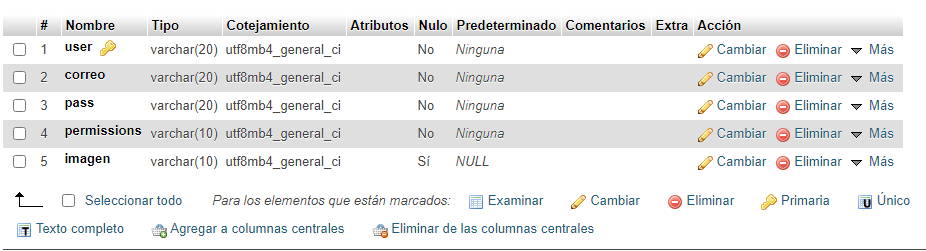 # Nombre Tipo Cotejamiento Atributos Nulo Predeterminado Comentarios Extra Acción
1 user varchar(20) utf8mb4_general_ci No Ninguna Cambiar Eliminar Más
2 correo varchar(20) utf8mb4_general_ci No Ninguna Cambiar Eliminar Más
3 pass varchar(20) utf8mb4_general_ci No Ninguna Cambiar Eliminar Más
4 permissions varchar(10) utf8mb4_general_ci No Ninguna Cambiar Eliminar Más
5 imagen varchar(10) utf8mb4_general_ci Sí NULL Cambiar Eliminar Más
Seleccionar todo Para los elementos que están marcados: Examinar Cambiar Eliminar Primaria U Único
T Texto completo Agregar a columnas centrales Eliminar de las columnas centrales